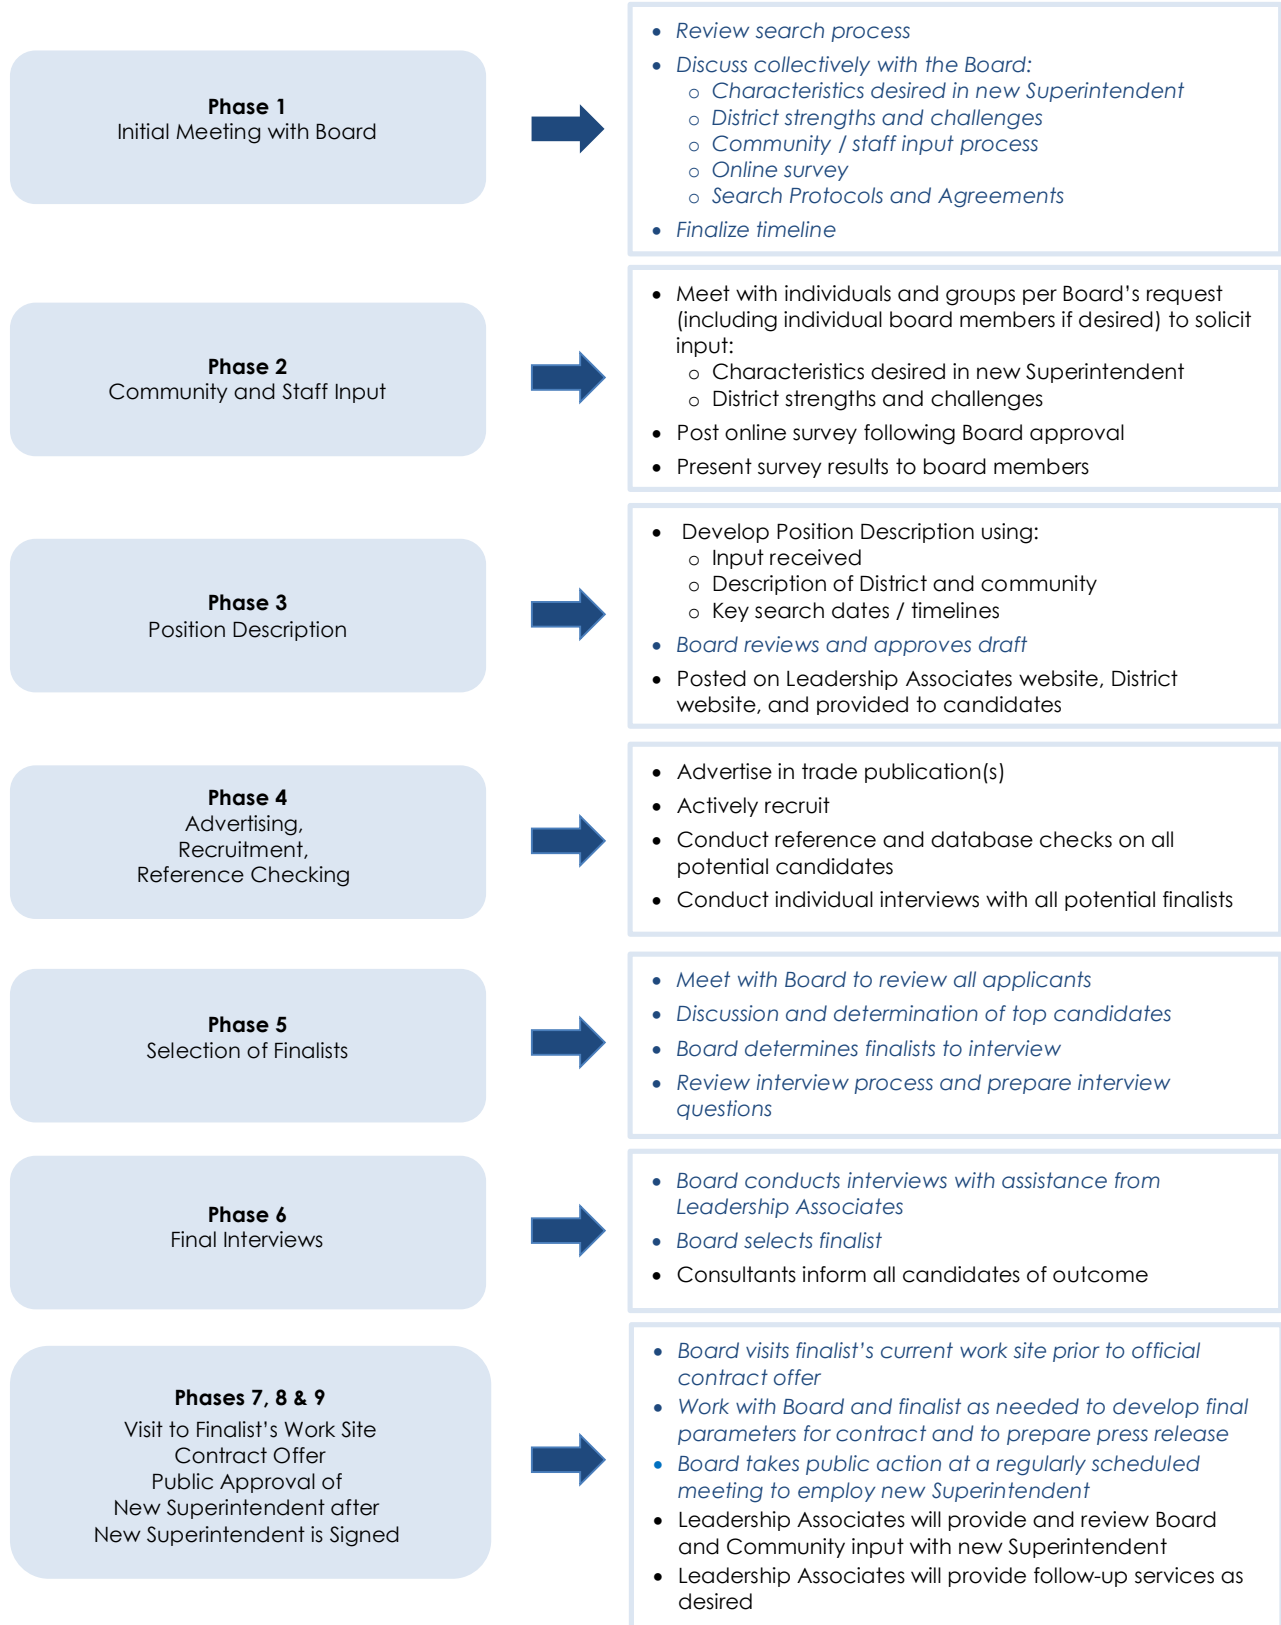 Phase 1
Initial Meeting with Board
• Review search process
• Discuss collectively with the Board:
o Characteristics desired in new Superintendent
o District strengths and challenges
o Community / staff input process
o Online survey
o Search Protocols and Agreements
• Finalize timeline
Phase 2
Community and Staff Input
• Meet with individuals and groups per Board's request
(including individual board members if desired) to solicit
input:
o Characteristics desired in new Superintendent
o District strengths and challenges
• Post online survey following Board approval
• Present survey results to board members
Phase 3
Position Description
• Develop Position Description using:
o Input received
o Description of District and community
o Key search dates / timelines
• Board reviews and approves draft
• Posted on Leadership Associates website, District
website, and provided to candidates
Phase 4
Advertising,
Recruitment,
Reference Checking
• Advertise in trade publication(s)
• Actively recruit
• Conduct reference and database checks on all
potential candidates
• Conduct individual interviews with all potential finalists
Phase 5
Selection of Finalists
• Meet with Board to review all applicants
• Discussion and determination of top candidates
• Board determines finalists to interview
• Review interview process and prepare interview
questions
Phase 6
Final Interviews
• Board conducts interviews with assistance from
Leadership Associates
• Board selects finalist
• Consultants inform all candidates of outcome
Phases 7, 8 & 9
Visit to Finalist's Work Site
Contract Offer
Public Approval of
New Superintendent after
New Superintendent is Signed
• Board visits finalist's current work site prior to official
contract offer
• Work with Board and finalist as needed to develop final
parameters for contract and to prepare press release
• Board takes public action at a regularly scheduled
meeting to employ new Superintendent
• Leadership Associates will provide and review Board
and Community input with new Superintendent
• Leadership Associates will provide follow-up services as
desired